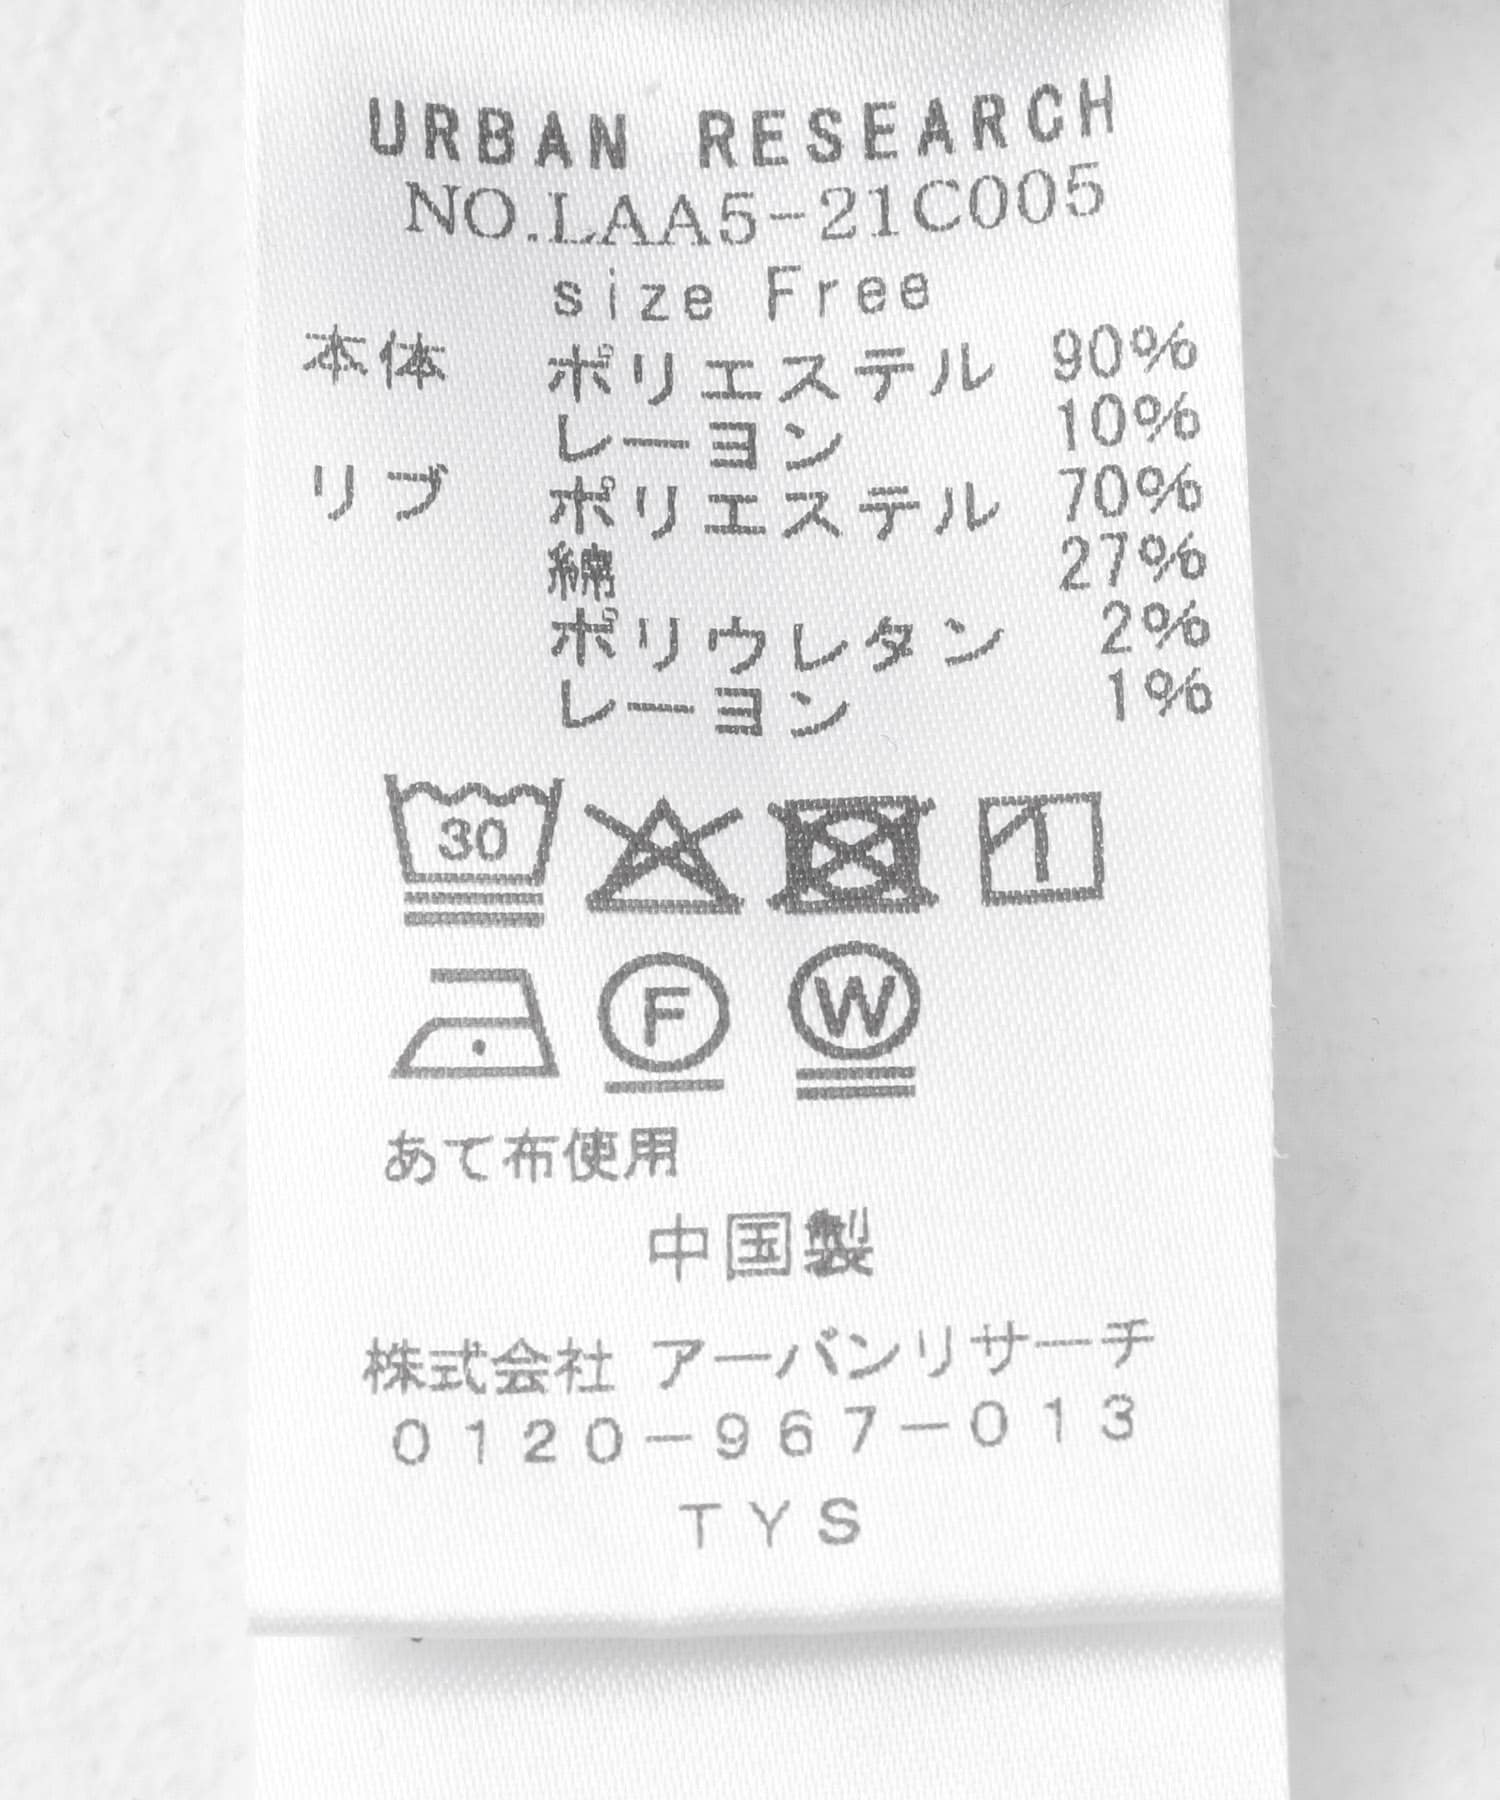 URBAN RESEARCH
NO.LAA5-21C005
size Free
本体 ポリエステル 90%
レーヨン 10%
リブ ポリエステル 70%
綿 27%
ポリウレタン 2%
レーヨン 1%
30
F W
あて布使用
中国製
株式会社 アーバンリサーチ
0120-967-013
TYS